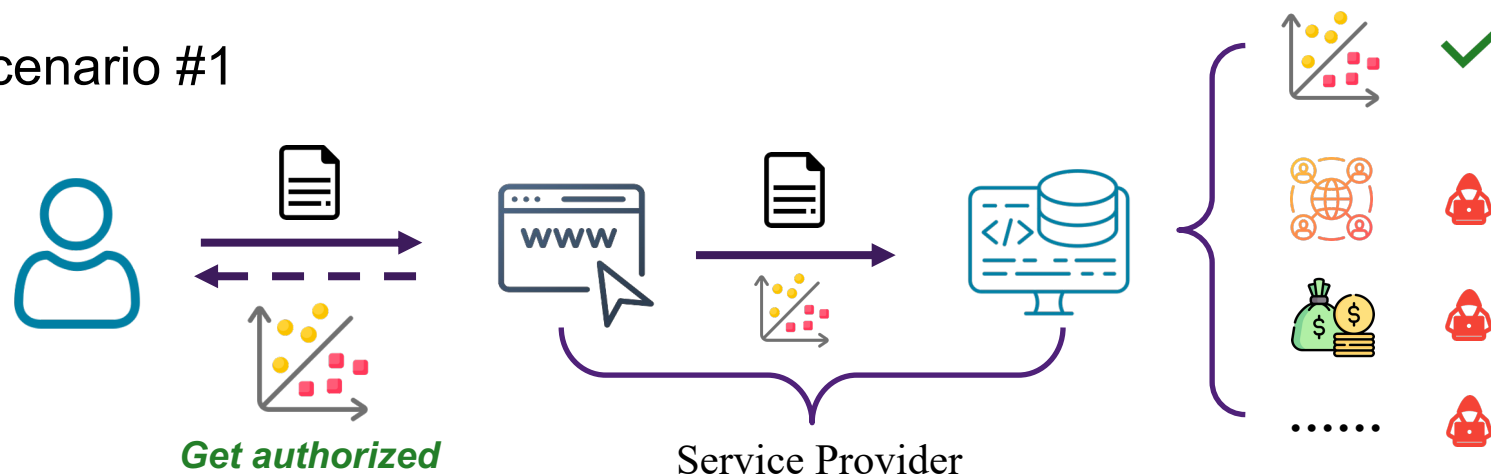 cenario #1
www
</>
$
$
......
Get authorized
Service Provider